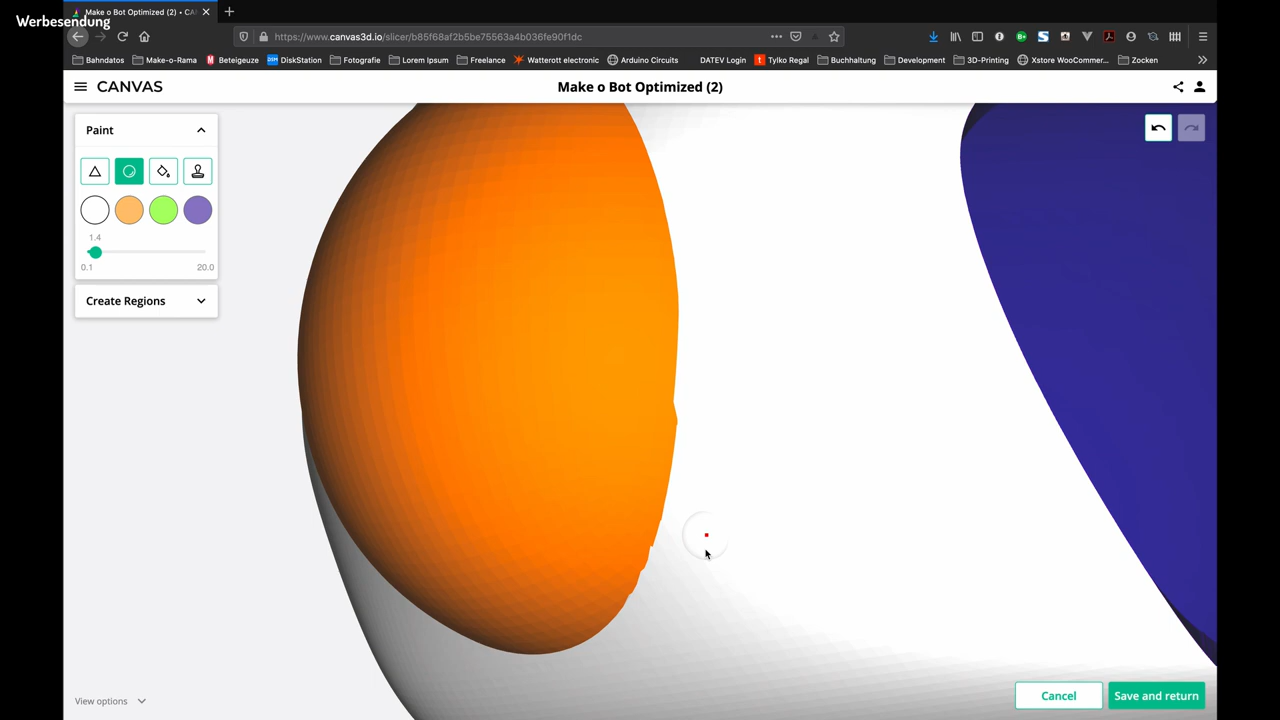 Make o Bot Optimized (2) • CA
Werbesendung
https://www.canvas3d.io/slicer/b85f68af2b5be75563a4b036fe90f1dc
Bahndatos Make-o-Rama Beteigeuze DiskStation Fotografie Lorem Ipsum Freelance Watterott electronic Arduino Circuits DATEV Login Tylko Regal Buchhaltung Development 3D-Printing Xstore WooCommer... Zocken
CANVAS
Make o Bot Optimized (2)
Paint
1.4
0.1 20.0
Create Regions
View options
Cancel
Save and return